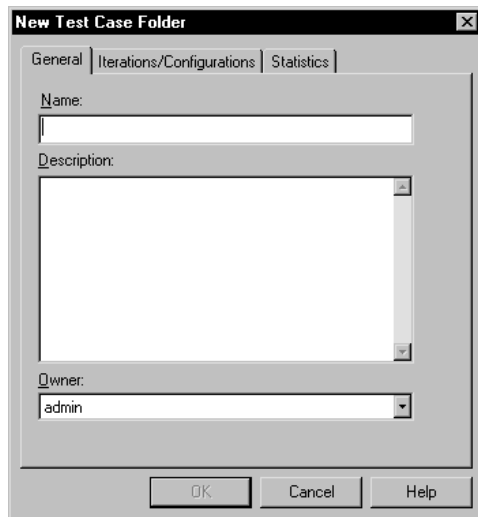 New Test Case Folder
General Iterations/Configurations Statistics
Name:
Description:
Owner:
admin
OK Cancel Help